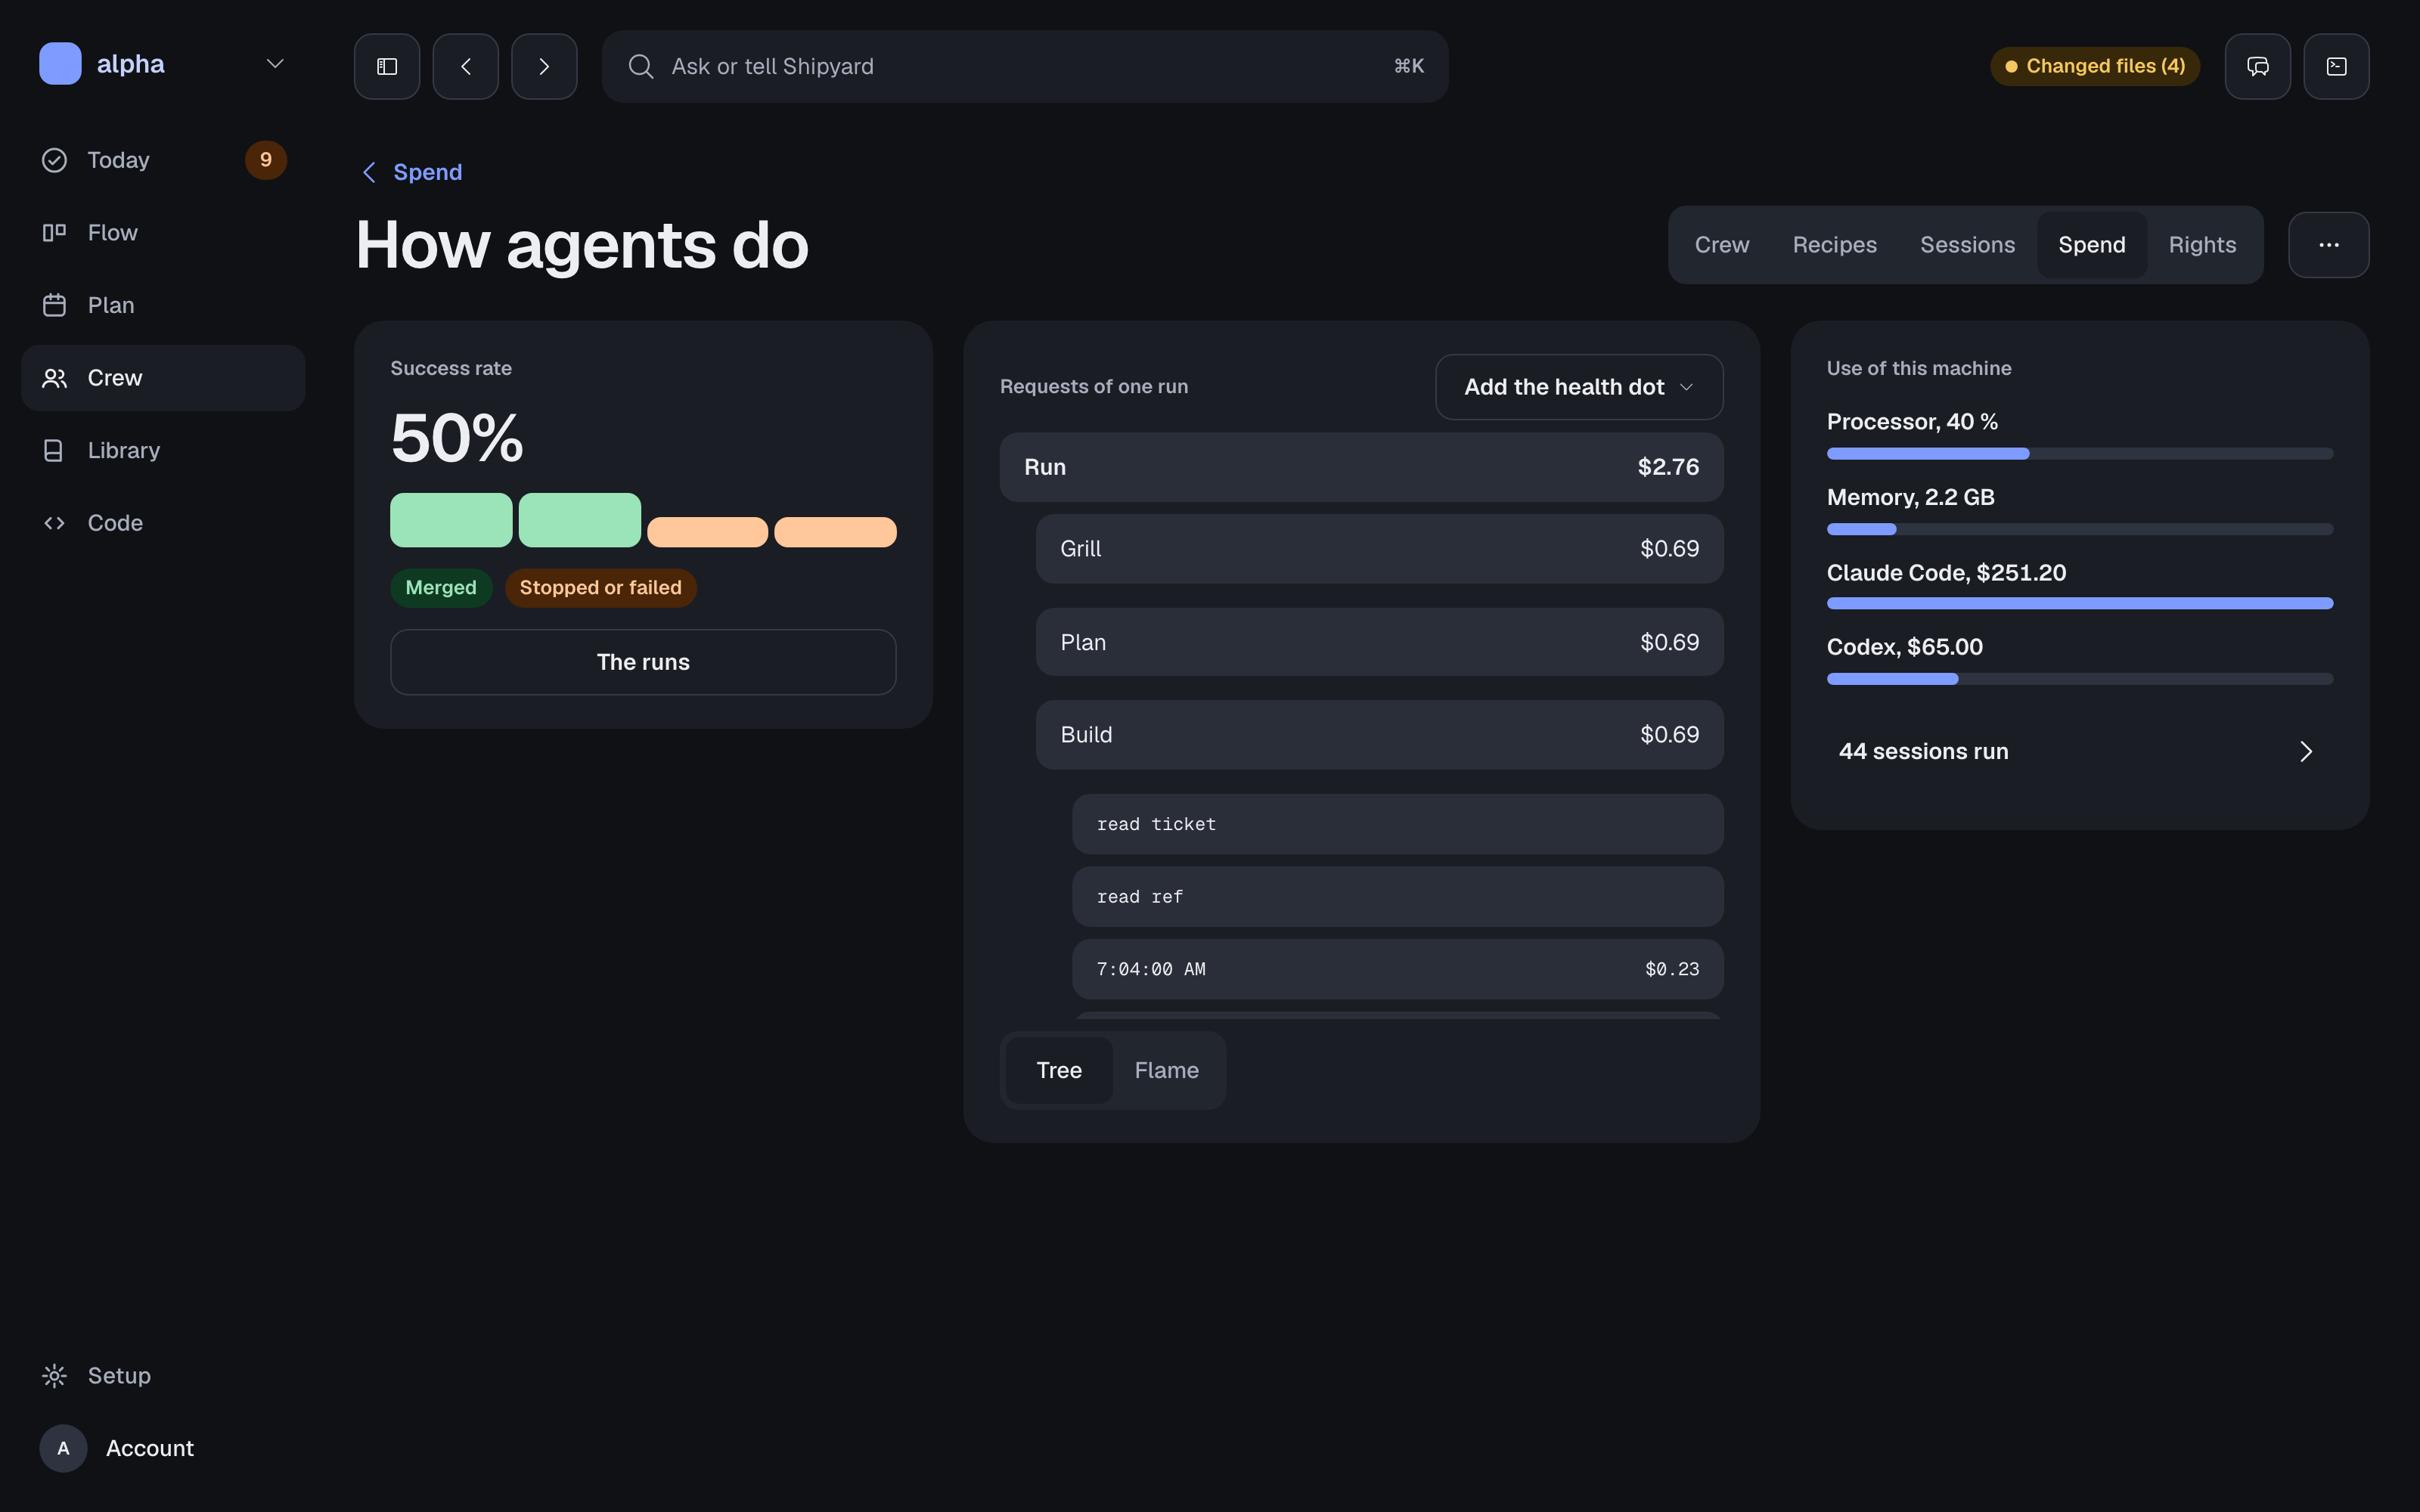 alpha
Ask or tell Shipyard
⌘K
Changed files (4)
Today
9
Flow
Plan
Crew
Library
Code
Setup
A
Account
Spend
How agents do
Crew
Recipes
Sessions
Spend
Rights
Success rate
50%
Merged
Stopped or failed
The runs
Requests of one run
Add the health dot
Run
$2.76
Grill
$0.69
Plan
$0.69
Build
$0.69
read ticket
read ref
7:04:00 AM
$0.23
Tree
Flame
Use of this machine
Processor, 40 %
Memory, 2.2 GB
Claude Code, $251.20
Codex, $65.00
44 sessions run